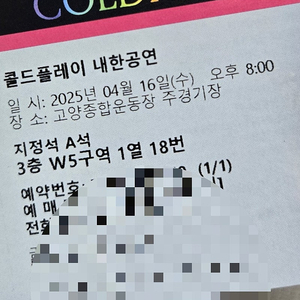 COLD
콜드플레이 내한공연
일 시: 2025년 04월 16일(수) 오후 8:00
장 소: 고양종합운동장 주경기장
지정석 A석
3층 W5구역 1열 18번
예약번호: (1/1)
예 매
전화